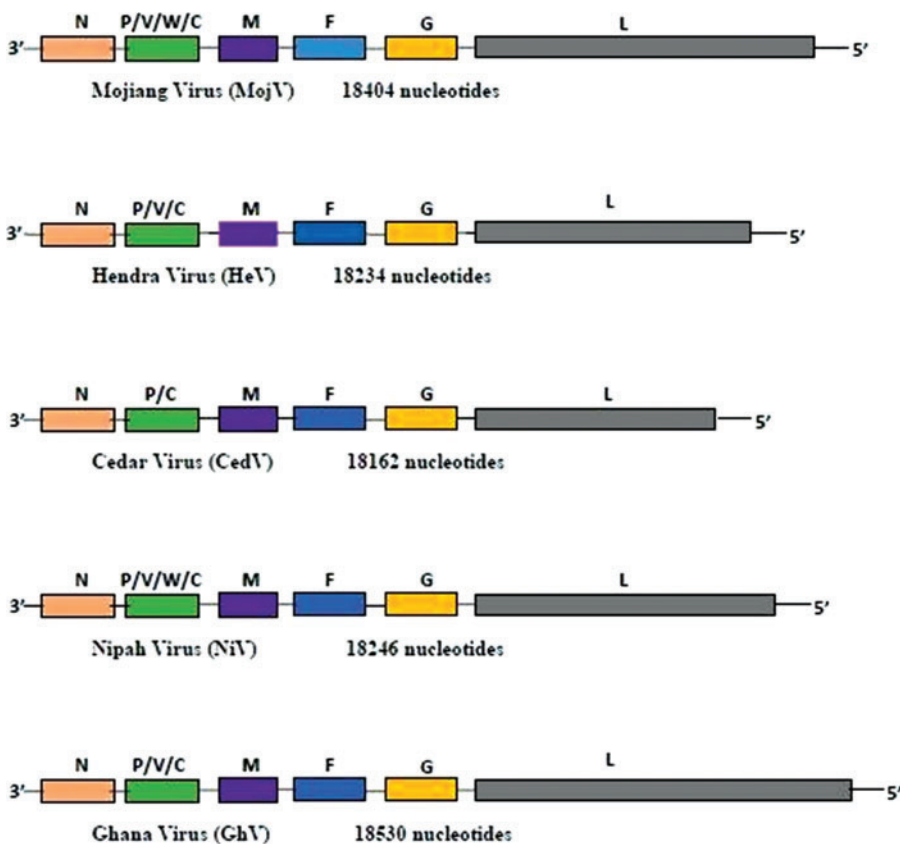 N P/V/W/C M F G L
3’ 5’
Mojiang Virus (MojV) 18404 nucleotides
N P/V/C M F G L
3’ 5’
Hendra Virus (HeV) 18234 nucleotides
N P/C M F G L
3’ 5’
Cedar Virus (CedV) 18162 nucleotides
N P/V/W/C M F G L
3’ 5’
Nipah Virus (NiV) 18246 nucleotides
N P/V/C M F G L
3’ 5’
Ghana Virus (GhV) 18530 nucleotides